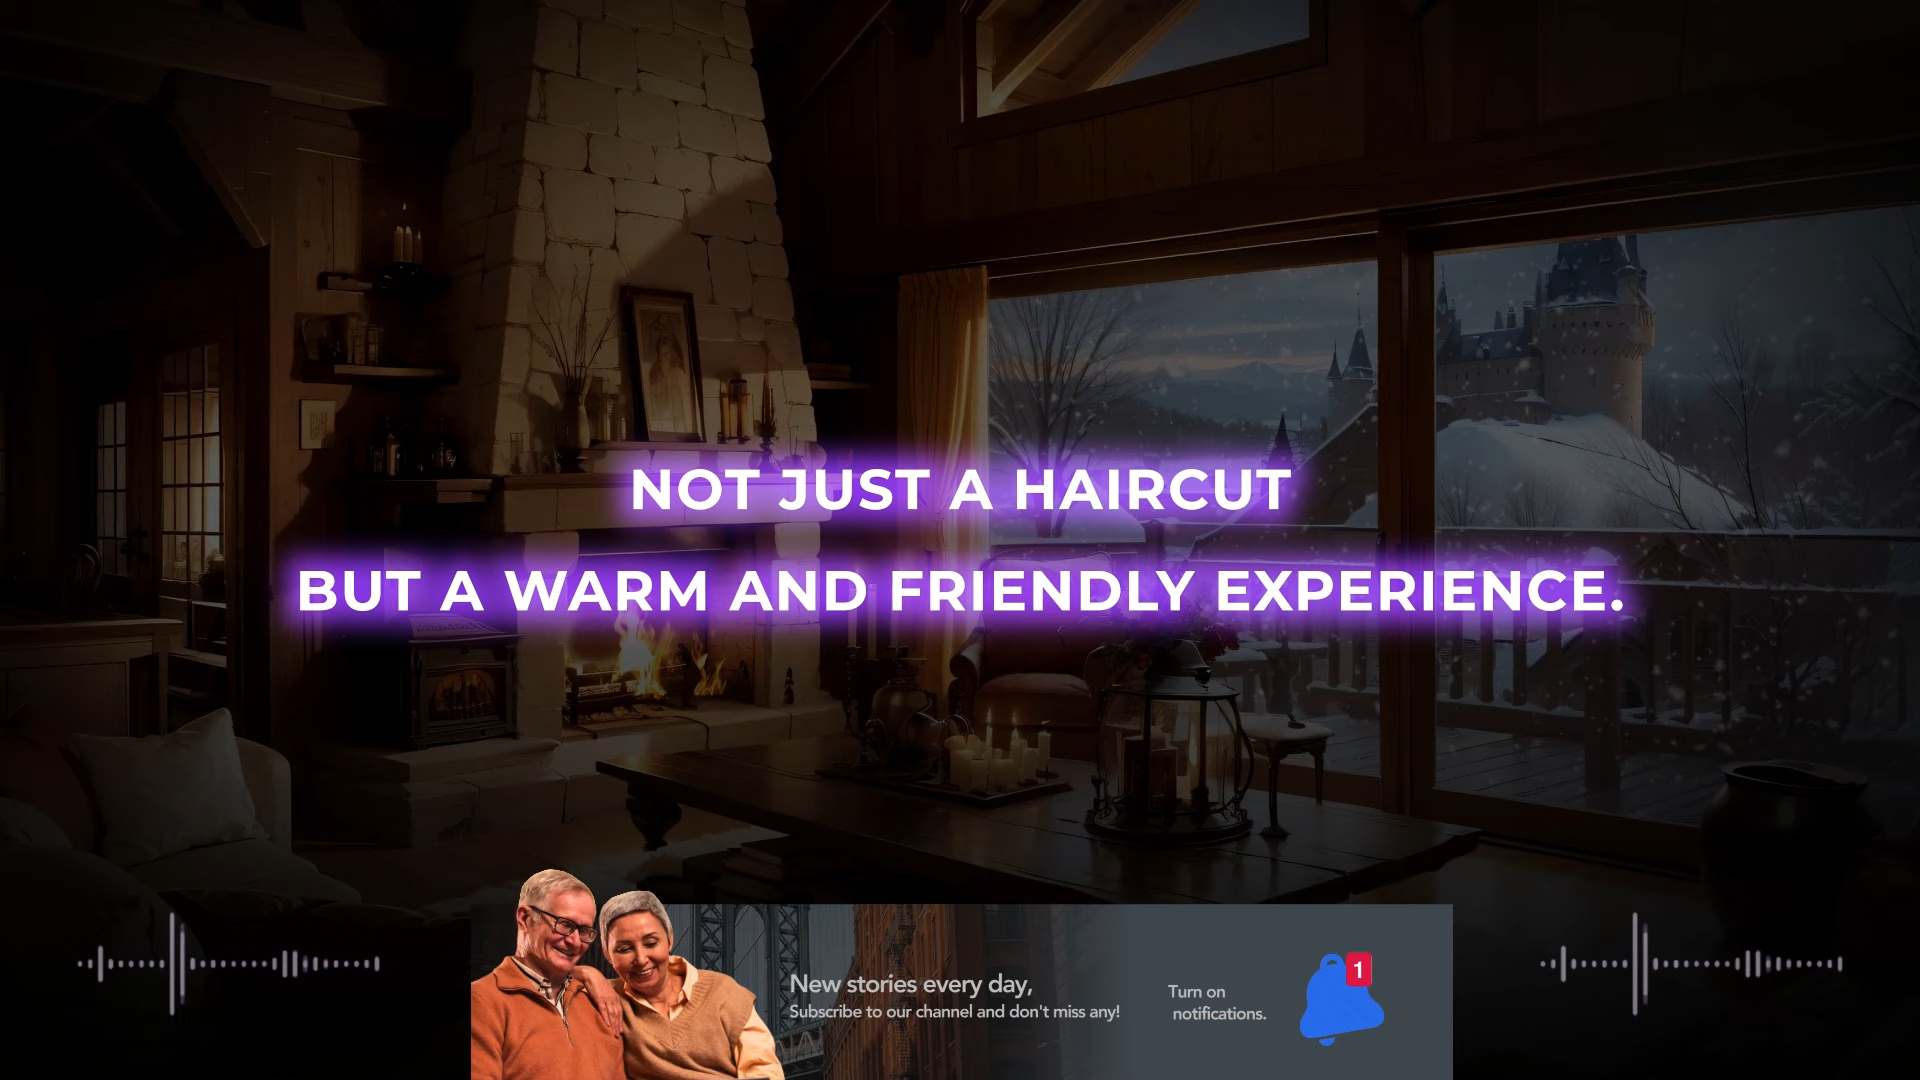 NOT JUST A HAIRCUT
BUT A WARM AND FRIENDLY EXPERIENCE.
New stories every day,
Subscribe to our channel and don't miss any!
Turn on
notifications.
1